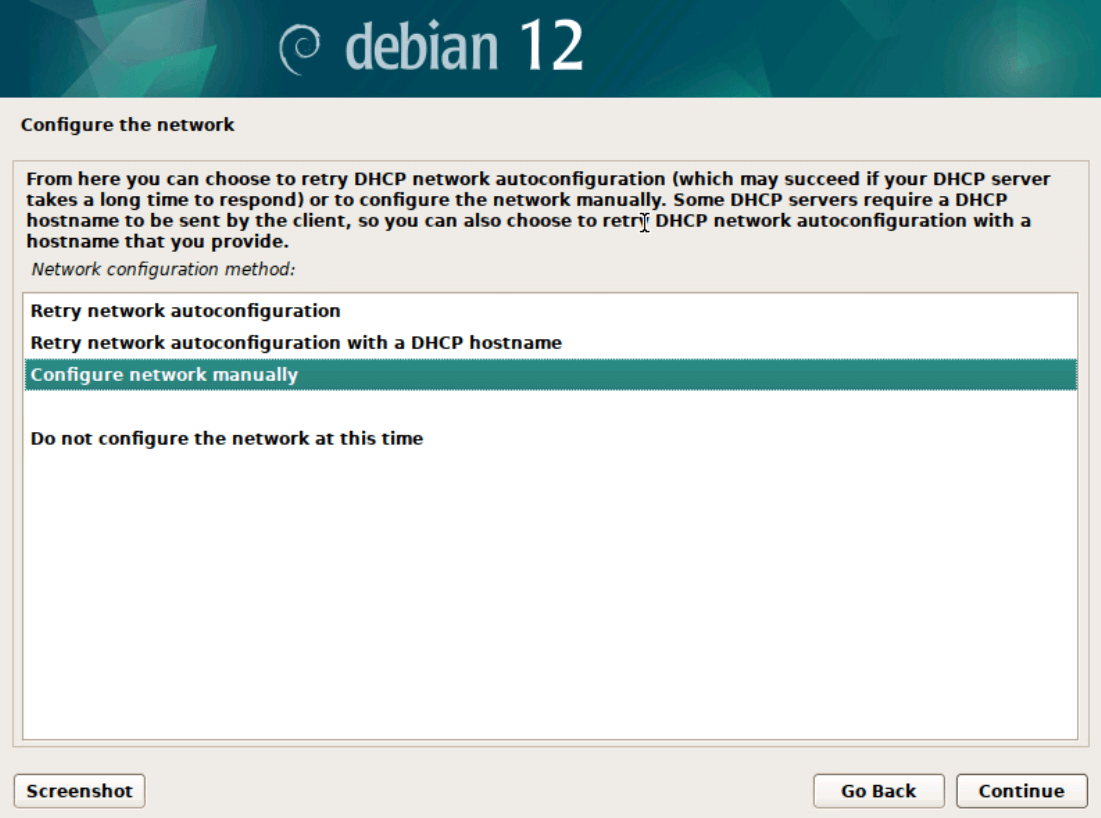 debian 12
Configure the network
From here you can choose to retry DHCP network autoconfiguration (which may succeed if your DHCP server
takes a long time to respond) or to configure the network manually. Some DHCP servers require a DHCP
hostname to be sent by the client, so you can also choose to retry DHCP network autoconfiguration with a
hostname that you provide.
Network configuration method:
Retry network autoconfiguration
Retry network autoconfiguration with a DHCP hostname
Configure network manually
Do not configure the network at this time
Screenshot
Go Back
Continue